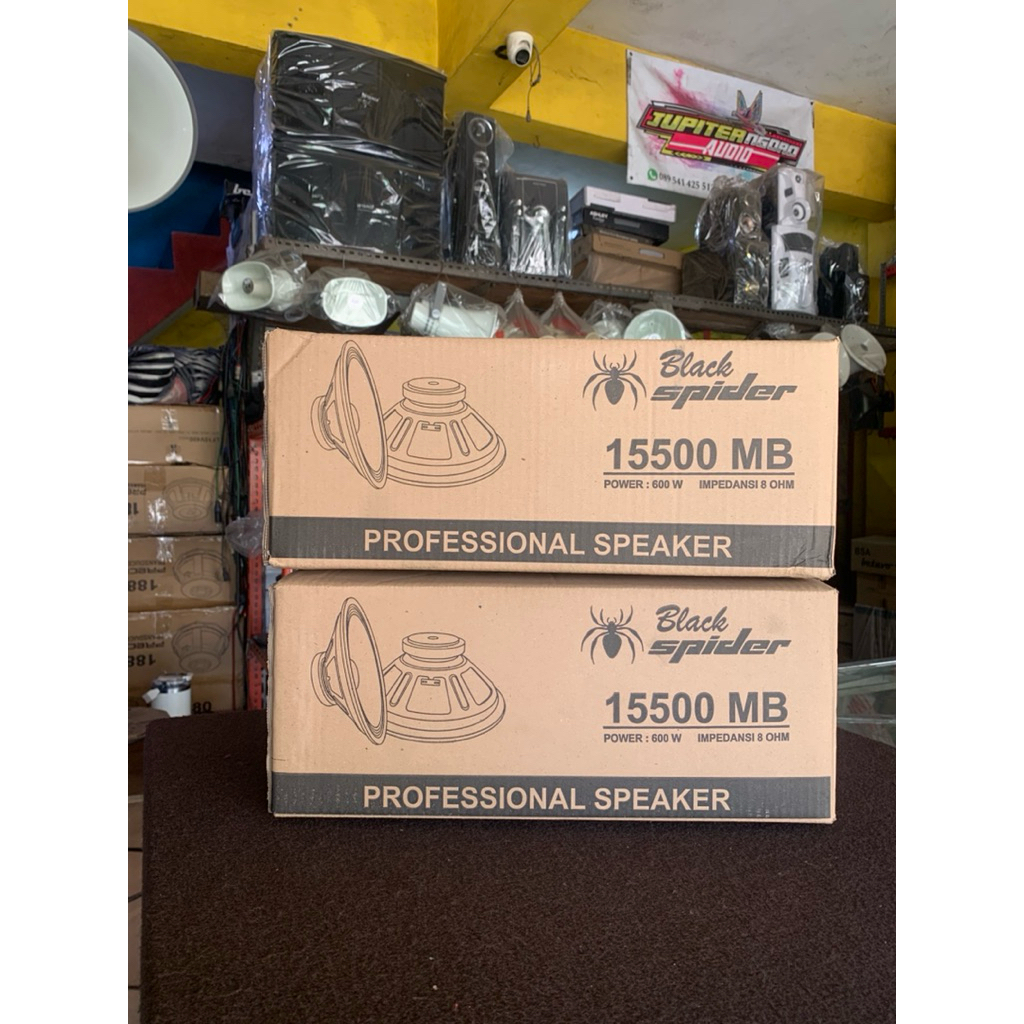 JUPITER NGORO
AUDIO
Black
spider
15500 MB
POWER : 600 W IMPEDANSI 8 OHM
PROFESSIONAL SPEAKER
Black
spider
15500 MB
POWER : 600 W IMPEDANSI 8 OHM
PROFESSIONAL SPEAKER